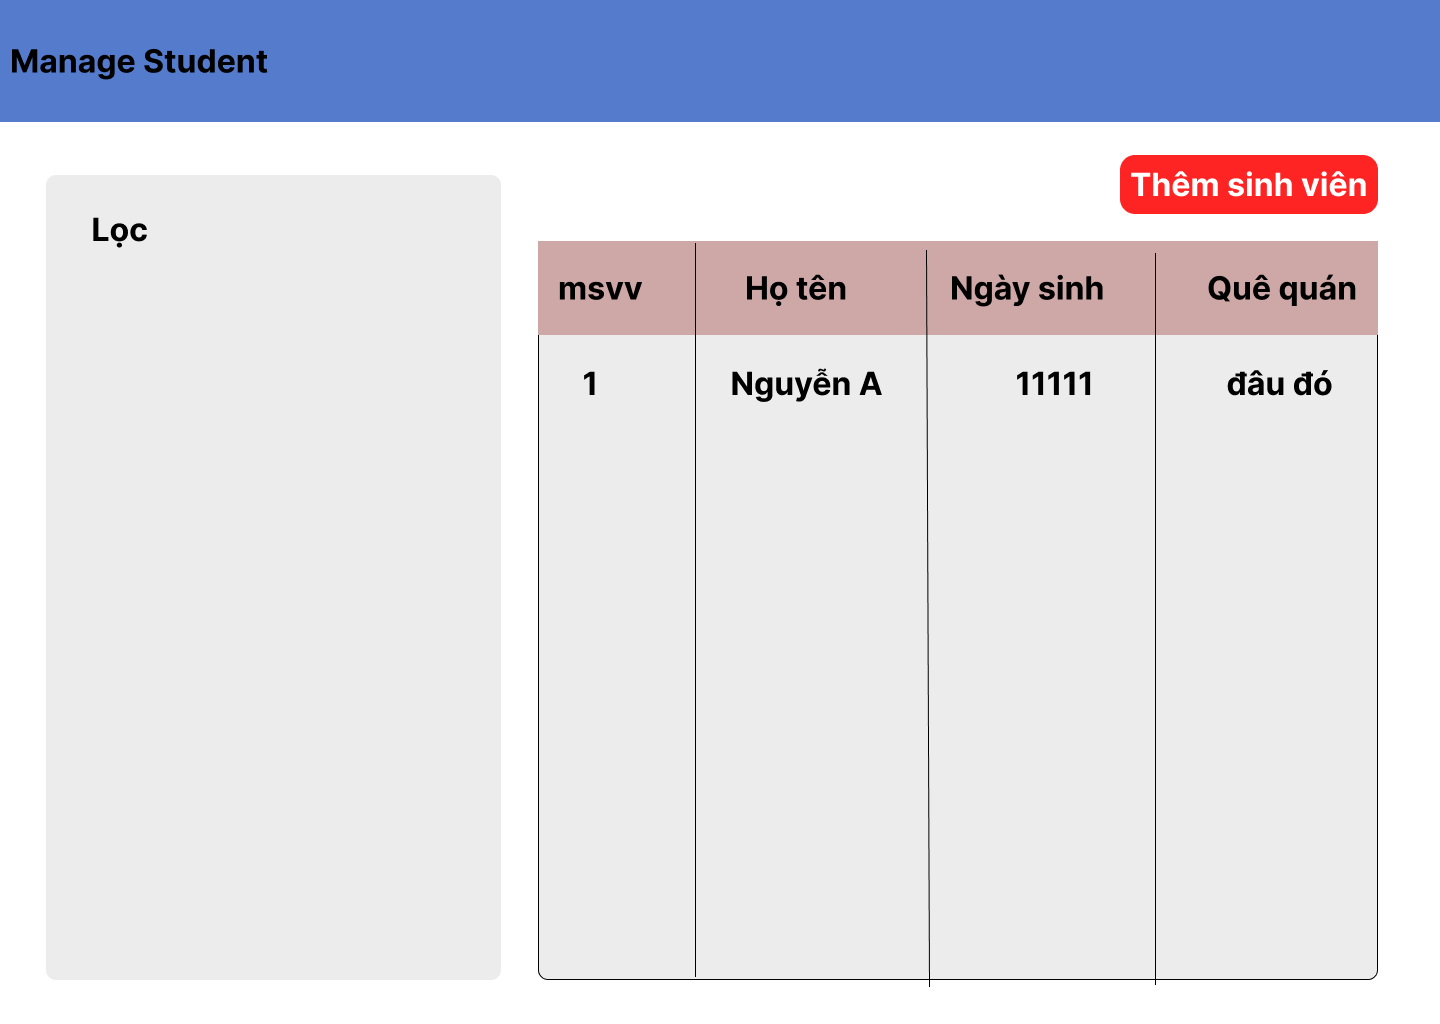 Manage Student
Thêm sinh viên
Lọc
msvv Họ tên Ngày sinh Quê quán
1 Nguyễn A 11111 đâu đó